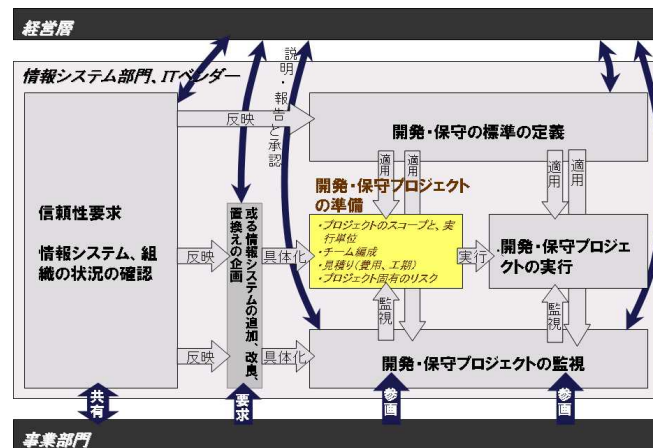 経営層
情報システム部門、ITベンダー
説明・報告と承認
反映
開発・保守の標準の定義
適用
適用
適用
適用
開発・保守プロジェクト
の準備
信頼性要求
情報システム、組
織の状況の確認
反映
或る情報システムの追加、改良、
置換えの企画
具体化
・プロジェクトのスコープと、実
行単位
・チーム編成
・見積り(費用、工期)
・プロジェクト固有のリスク
実行
開発・保守プロジェ
クトの実行
監視
監視
反映
具体化
開発・保守プロジェクトの監視
共有
要求
参画
参画
事業部門